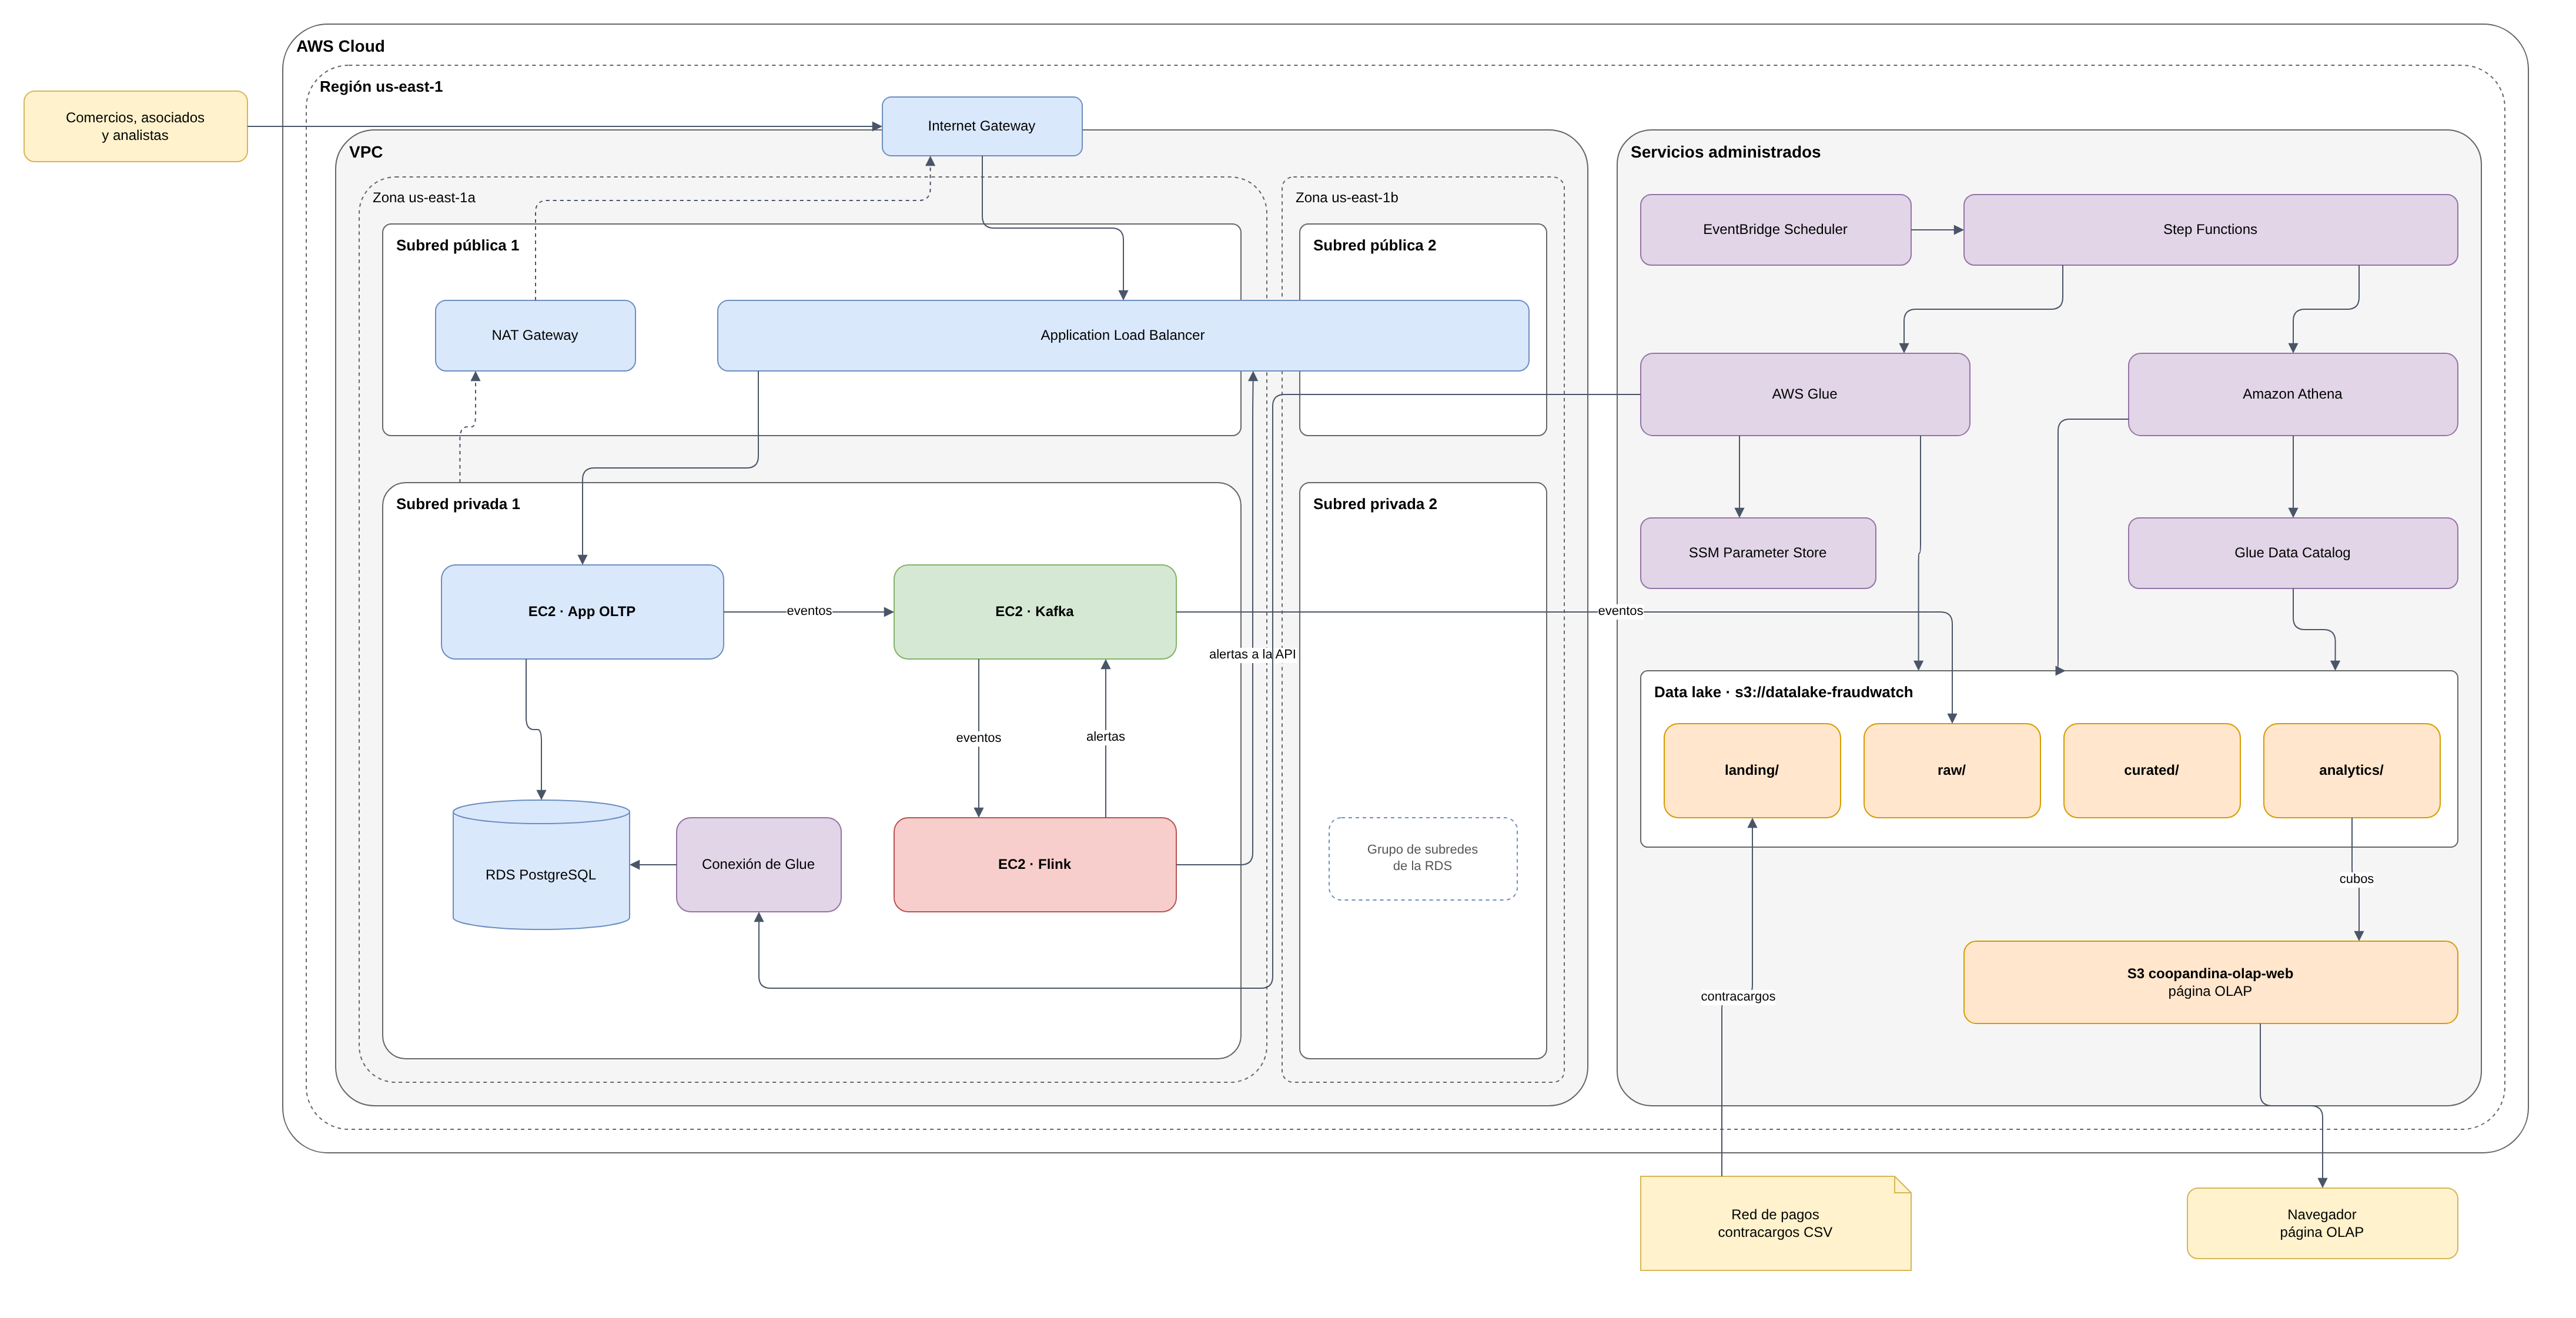 AWS Cloud
Región us-east-1
Comercios, asociados
y analistas
Internet Gateway
VPC
Servicios administrados
Zona us-east-1a
Zona us-east-1b
EventBridge Scheduler
Step Functions
Subred pública 1
Subred pública 2
NAT Gateway
Application Load Balancer
AWS Glue
Amazon Athena
Subred privada 1
Subred privada 2
SSM Parameter Store
Glue Data Catalog
EC2 · App OLTP
eventos
EC2 · Kafka
eventos
alertas a la API
Data lake · s3://datalake-fraudwatch
eventos
alertas
landing/
raw/
curated/
analytics/
RDS PostgreSQL
Conexión de Glue
EC2 · Flink
Grupo de subredes
de la RDS
cubos
contracargos
S3 coopandina-olap-web
página OLAP
Red de pagos
contracargos CSV
Navegador
página OLAP